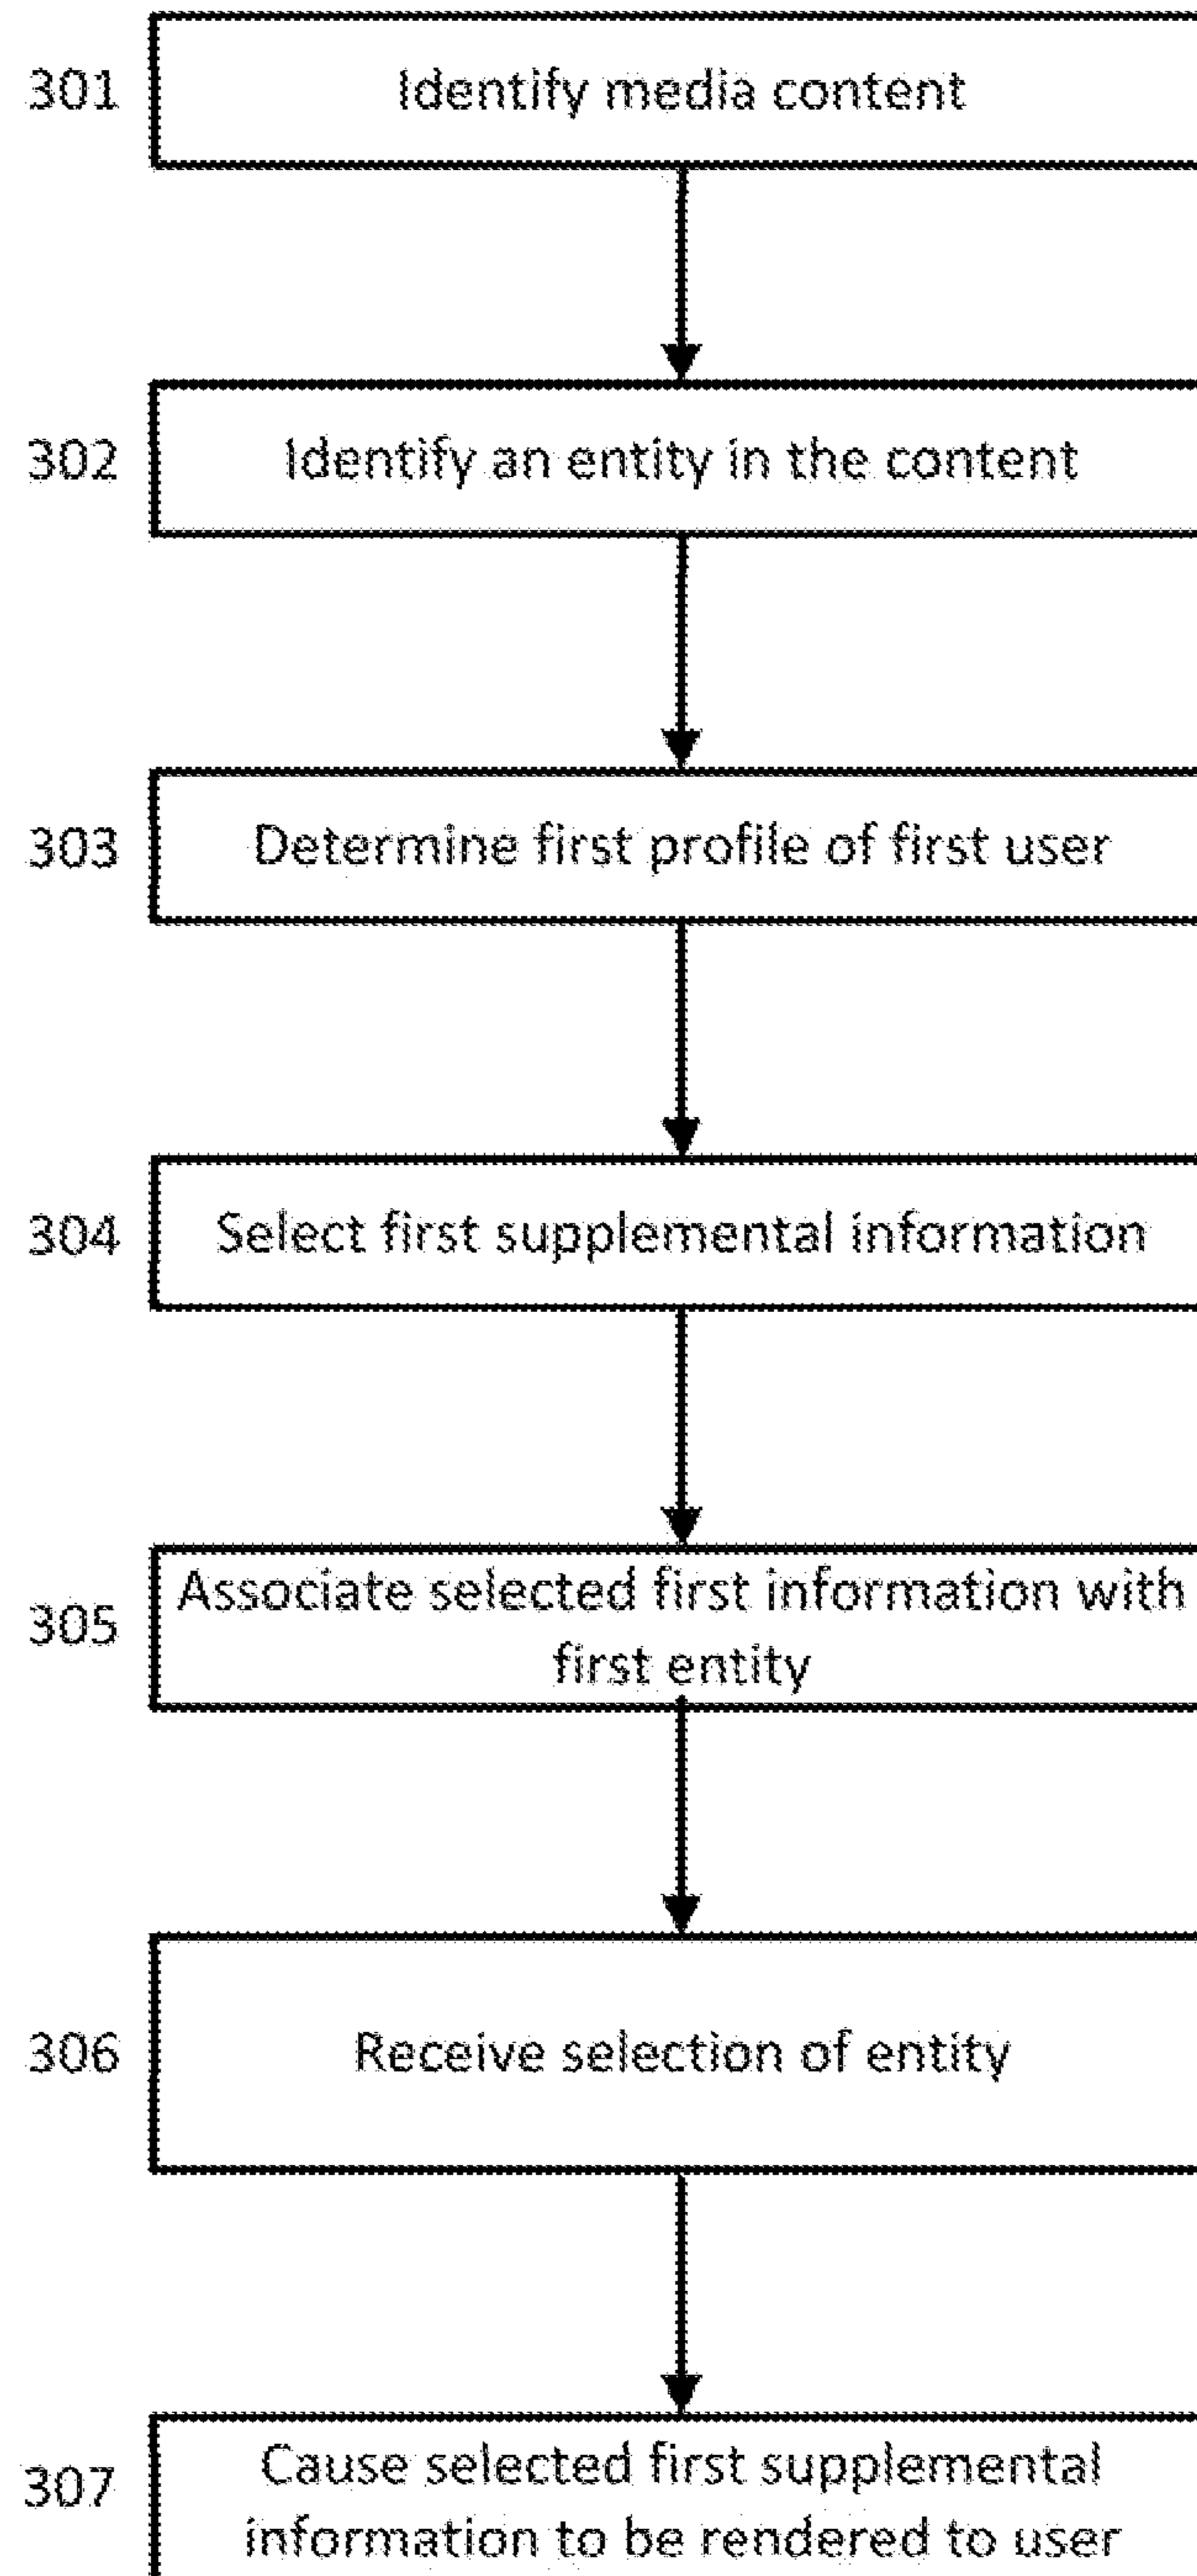 301
Identify media content
302
Identify an entity in the content
303
Determine first profile of first user
304
Select first supplemental information
305
Associate selected first information with
first entity
306
Receive selection of entity
307
Cause selected first supplemental
information to be rendered to user